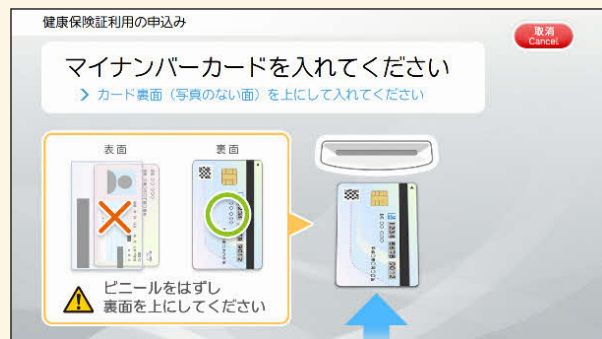 健康保険証利用の申込み
取消
Cancel
マイナンバーカードを入れてください
カード裏面（写真のない面）を上にして入れてください
表面
裏面
ビニールをはずし
裏面を上にしてください